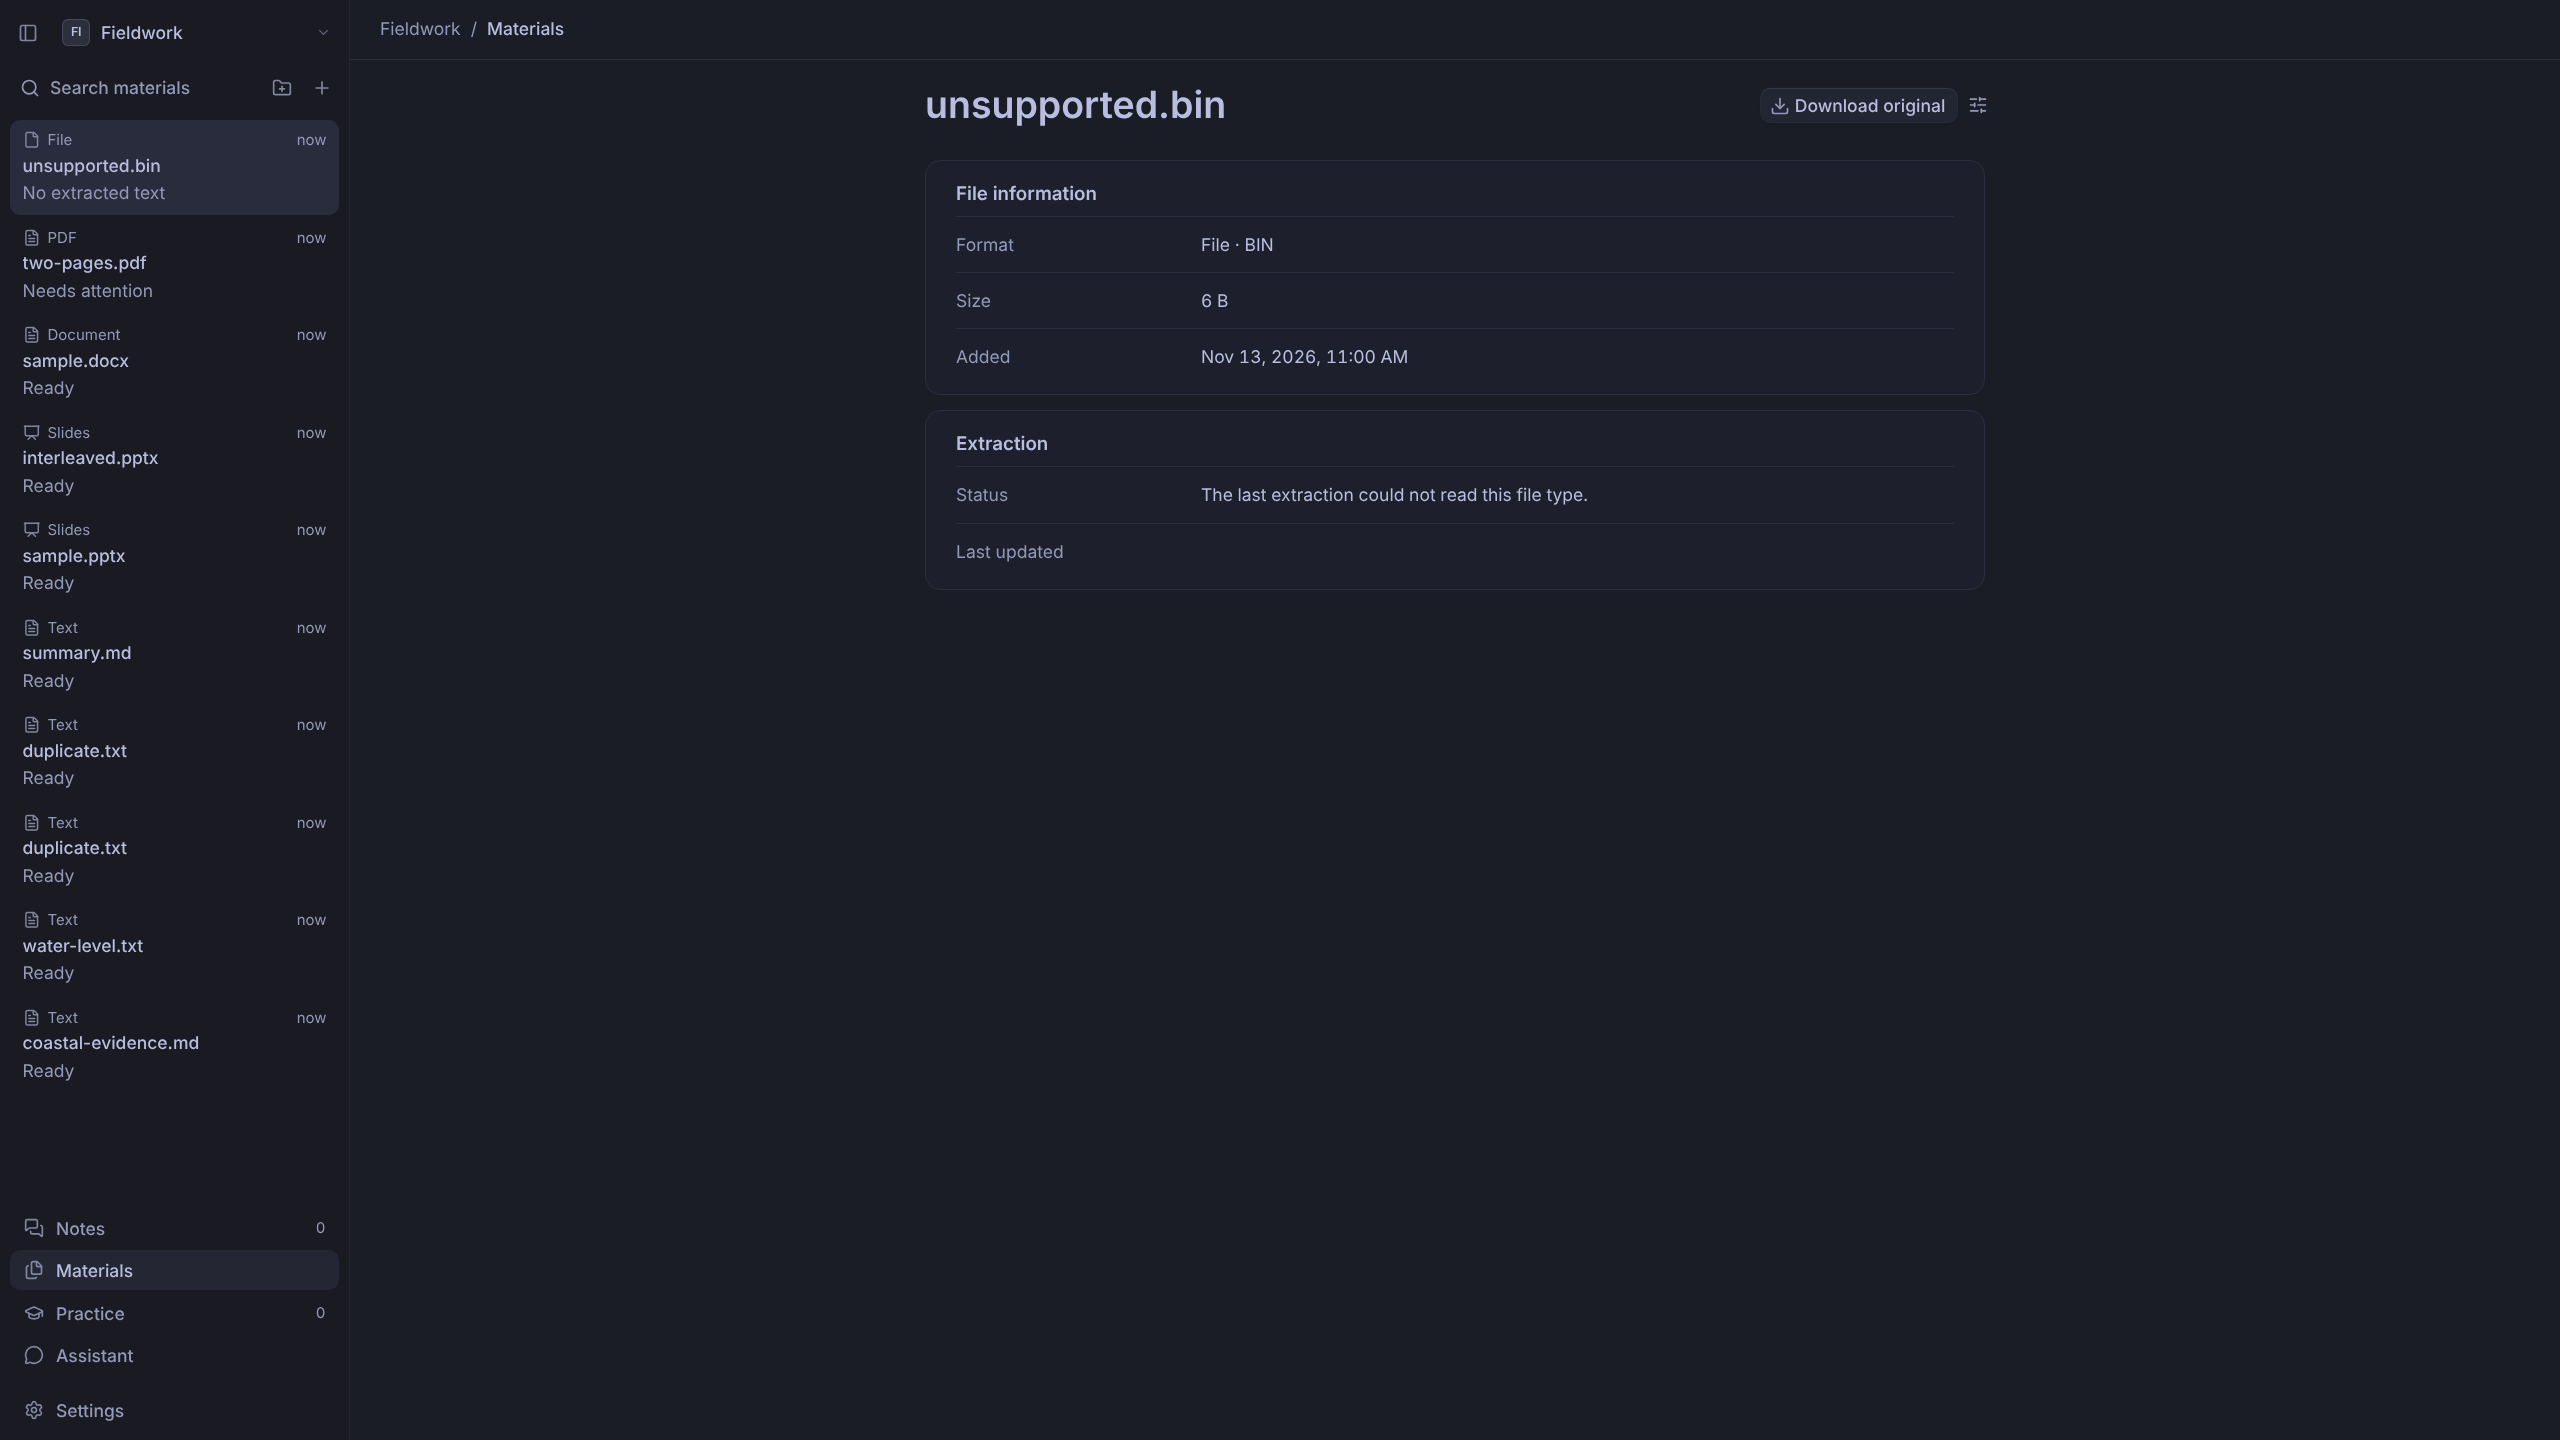 FI Fieldwork
Search materials
File now
unsupported.bin
No extracted text
PDF now
two-pages.pdf
Needs attention
Document now
sample.docx
Ready
Slides now
interleaved.pptx
Ready
Slides now
sample.pptx
Ready
Text now
summary.md
Ready
Text now
duplicate.txt
Ready
Text now
duplicate.txt
Ready
Text now
water-level.txt
Ready
Text now
coastal-evidence.md
Ready
Notes 0
Materials
Practice 0
Assistant
Settings
Fieldwork / Materials
unsupported.bin
Download original
File information
Format File · BIN
Size 6 B
Added Nov 13, 2026, 11:00 AM
Extraction
Status The last extraction could not read this file type.
Last updated